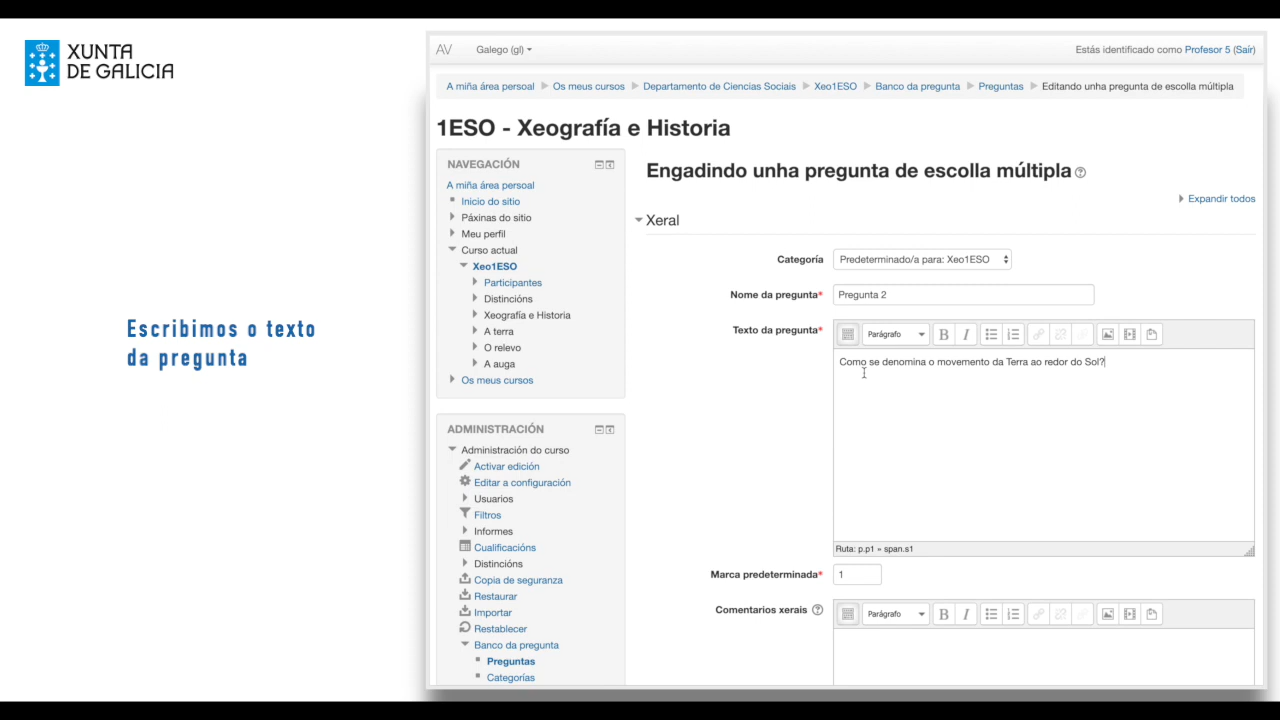 XUNTA
DE GALICIA
Escribimos o texto
da pregunta
AV Galego (gl)
Estás identificado como Profesor 5 (Saír)
A miña área persoal Os meus cursos Departamento de Ciencias Sociais Xeo1ESO Banco da pregunta Preguntas Editando unha pregunta de escolla múltipla
1ESO - Xeografía e Historia
NAVEGACIÓN
A miña área persoal
Inicio do sitio
Páxinas do sitio
Meu perfil
Curso actual
Xeo1ESO
Participantes
Distincións
Xeografía e Historia
A terra
O relevo
A auga
Os meus cursos
ADMINISTRACIÓN
Administración do curso
Activar edición
Editar a configuración
Usuarios
Filtros
Informes
Cualificacións
Distincións
Copia de seguranza
Restaurar
Importar
Restablecer
Banco da pregunta
Preguntas
Categorías
Engadindo unha pregunta de escolla múltipla
Expandir todos
Xeral
Categoría Predeterminado/a para: Xeo1ESO
Nome da pregunta* Pregunta 2
Texto da pregunta* Parágrafo B I
Como se denomina o movemento da Terra ao redor do Sol?
Ruta: p.p1 » span.s1
Marca predeterminada* 1
Comentarios xerais Parágrafo B I